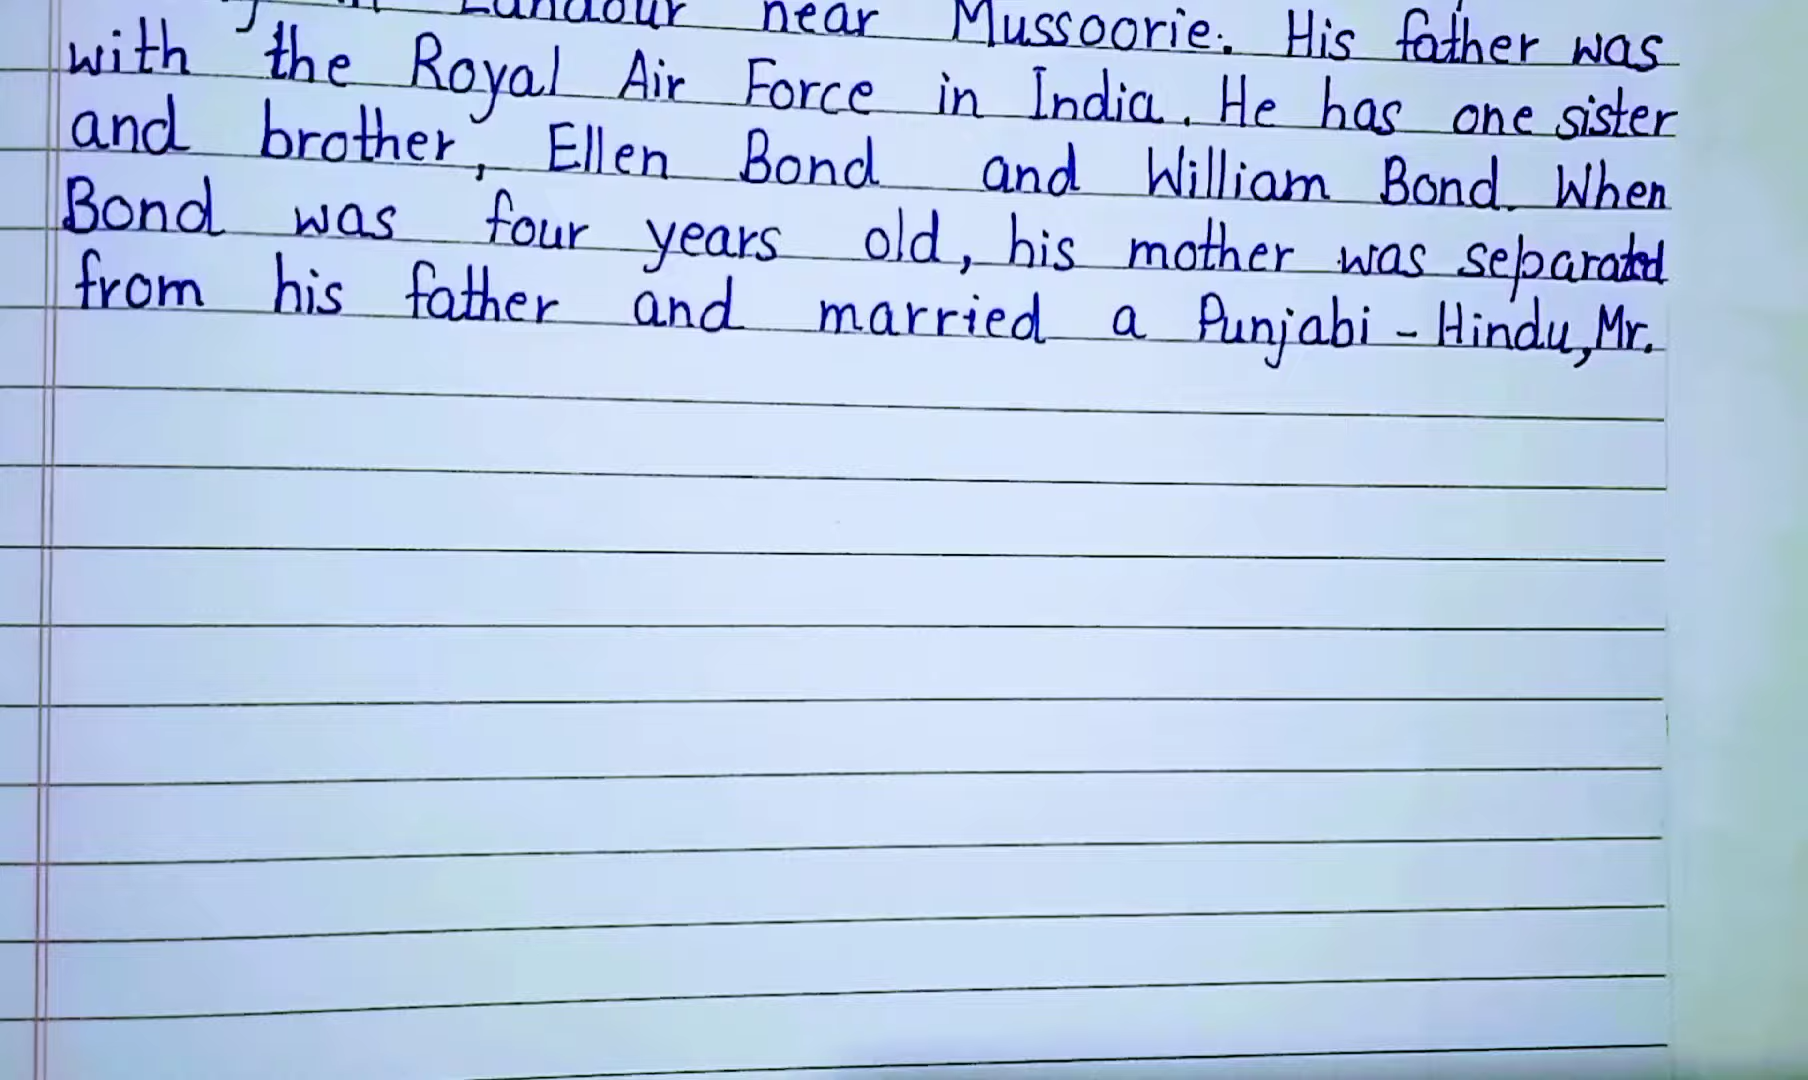 Landour near Mussoorie. His father was
with the Royal Air Force in India. He has one sister
and brother, Ellen Bond and William Bond. When
Bond was four years old, his mother was separated
from his father and married a Punjabi - Hindu, Mr.